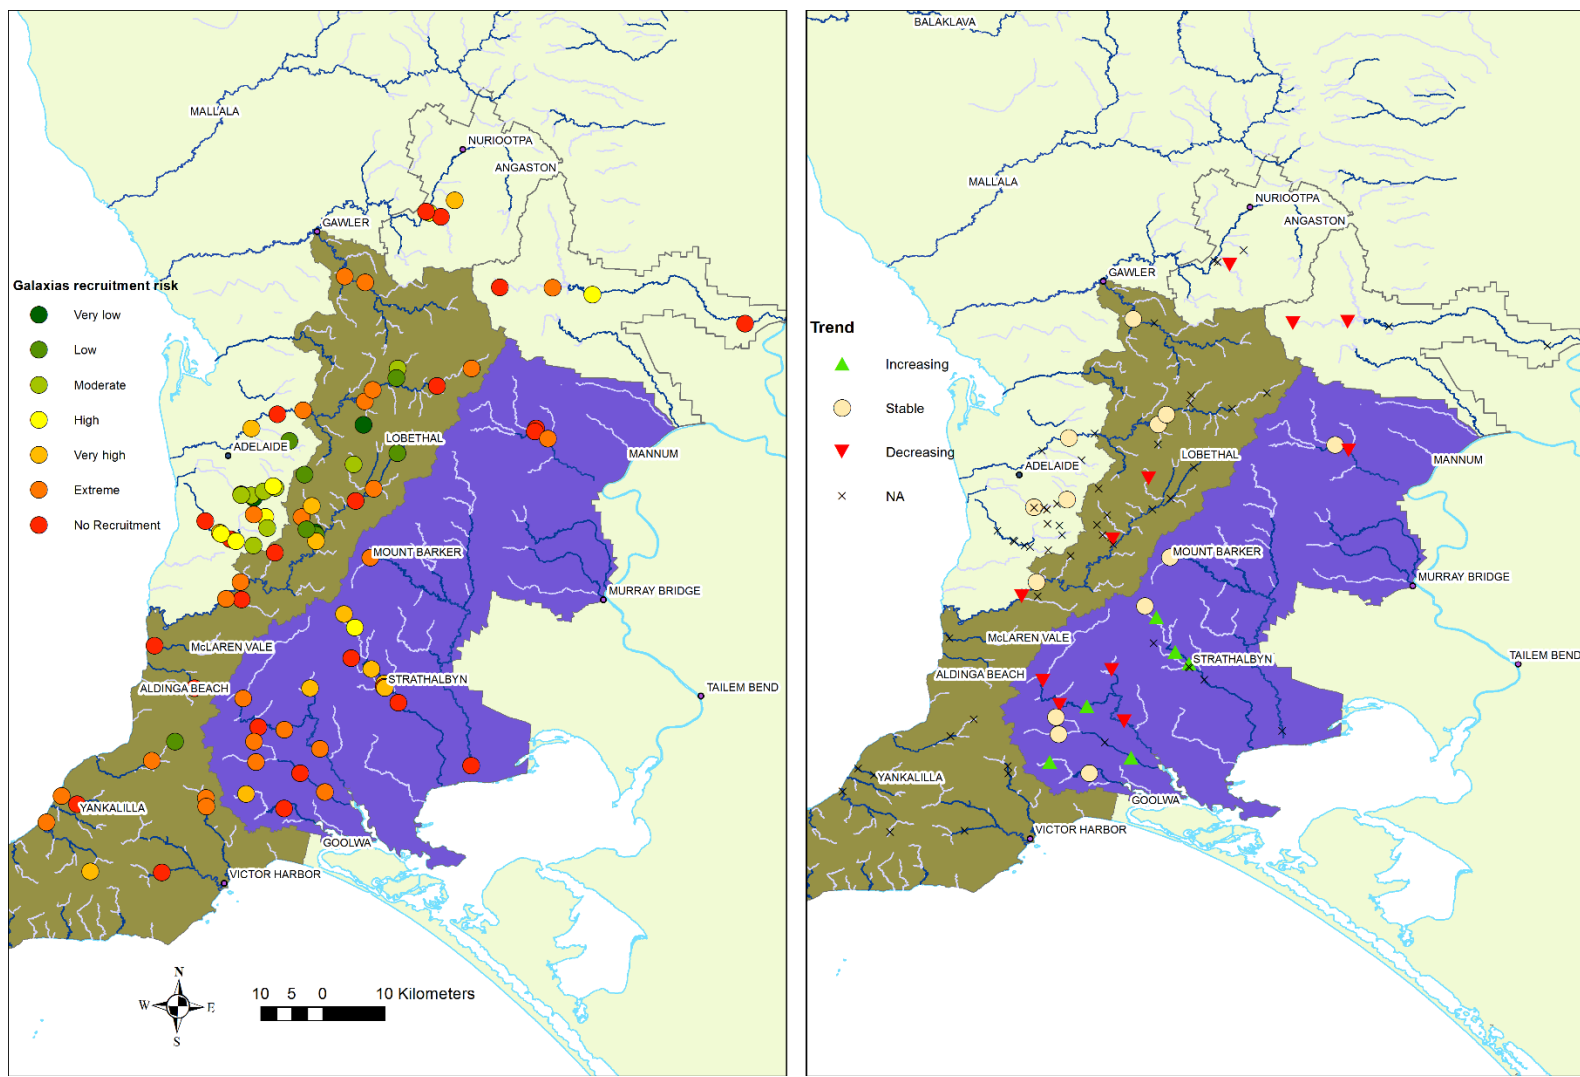 MALLALA
NURIOOTPA
ANGASTON
GAWLER
Galaxias recruitment risk
Very low
Low
Moderate
High
Very high
Extreme
No Recruitment
ADELAIDE
LOBETHAL
MANNUM
MOUNT BARKER
MURRAY BRIDGE
McLAREN VALE
ALDINGA BEACH
STRATHALBYN
TAILEM BEND
YANKALILLA
GOOLWA
VICTOR HARBOR
N
W
E
S
10 5 0 10 Kilometers
BALAKLAVA
MALLALA
NURIOOTPA
ANGASTON
GAWLER
Trend
Increasing
Stable
Decreasing
NA
ADELAIDE
LOBETHAL
MANNUM
MOUNT BARKER
MURRAY BRIDGE
McLAREN VALE
ALDINGA BEACH
STRATHALBYN
TAILEM BEND
YANKALILLA
GOOLWA
VICTOR HARBOR